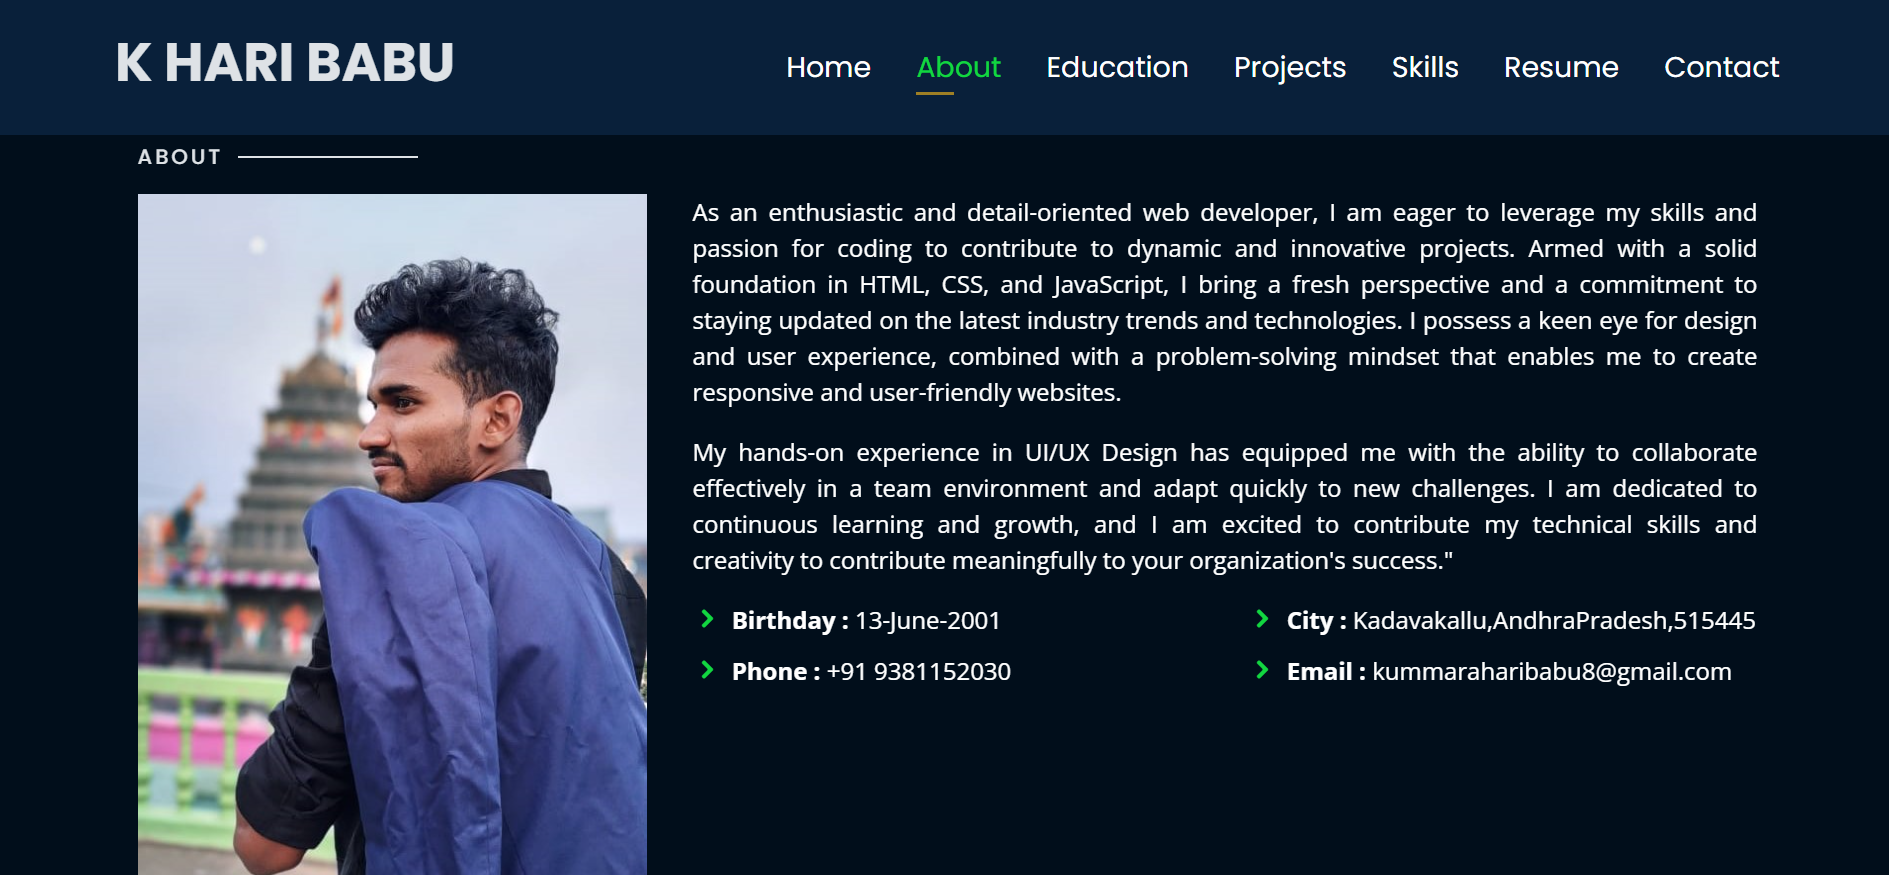 K HARI BABU
Home About Education Projects Skills Resume Contact
ABOUT
As an enthusiastic and detail-oriented web developer, I am eager to leverage my skills and
passion for coding to contribute to dynamic and innovative projects. Armed with a solid
foundation in HTML, CSS, and JavaScript, I bring a fresh perspective and a commitment to
staying updated on the latest industry trends and technologies. I possess a keen eye for design
and user experience, combined with a problem-solving mindset that enables me to create
responsive and user-friendly websites.
My hands-on experience in UI/UX Design has equipped me with the ability to collaborate
effectively in a team environment and adapt quickly to new challenges. I am dedicated to
continuous learning and growth, and I am excited to contribute my technical skills and
creativity to contribute meaningfully to your organization's success."
Birthday : 13-June-2001
City : Kadavakallu,AndhraPradesh,515445
Phone : +91 9381152030
Email : kummaraharibabu8@gmail.com